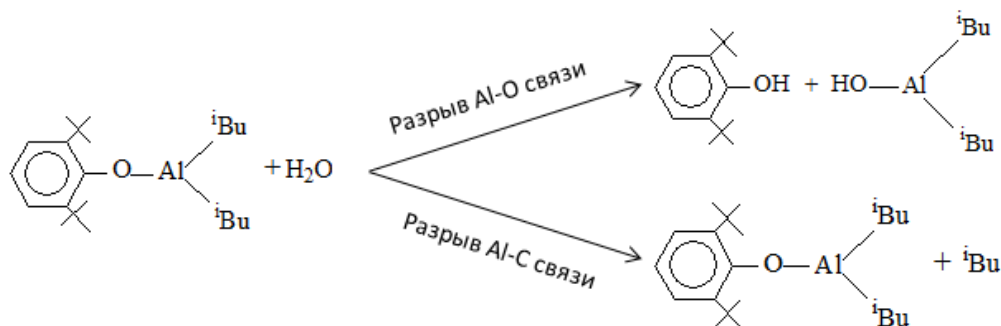 iBu
O
Al
iBu
+ H2O
Разрыв Al-O связи
OH + HO
Al
iBu
iBu
Разрыв Al-C связи
O
Al
iBu
iBu
+ iBu